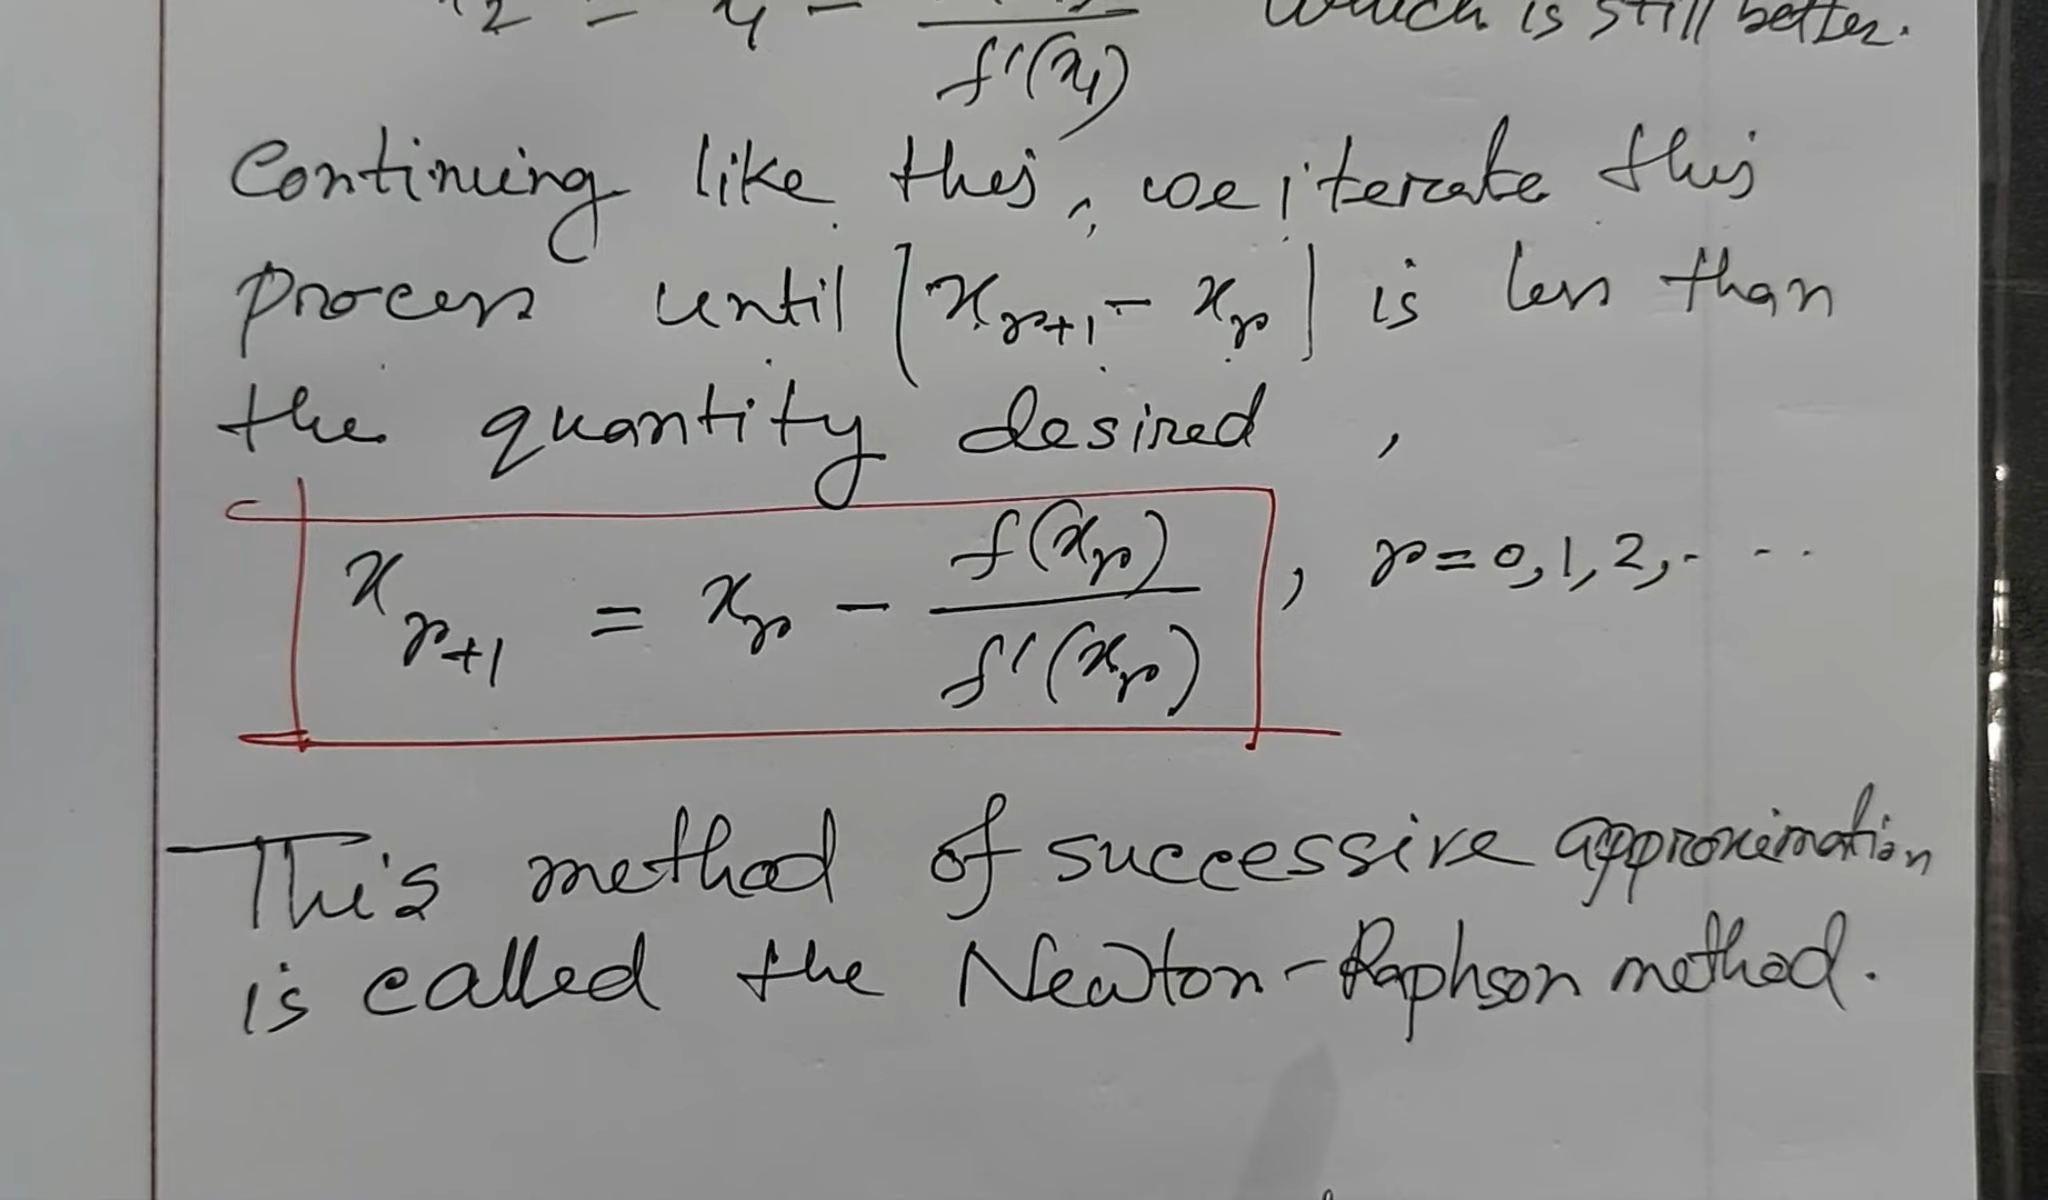 x₂ = x₁ - ――― which is still better.
f'(x₁)
Continuing like this, we iterate this
process until |x_{r+1} - x_r| is less than
the quantity desired,
x_{r+1} = x_r - f(x_r)/f'(x_r), r=0,1,2,-...
This method of successive approximation
is called the Newton-Raphson method.